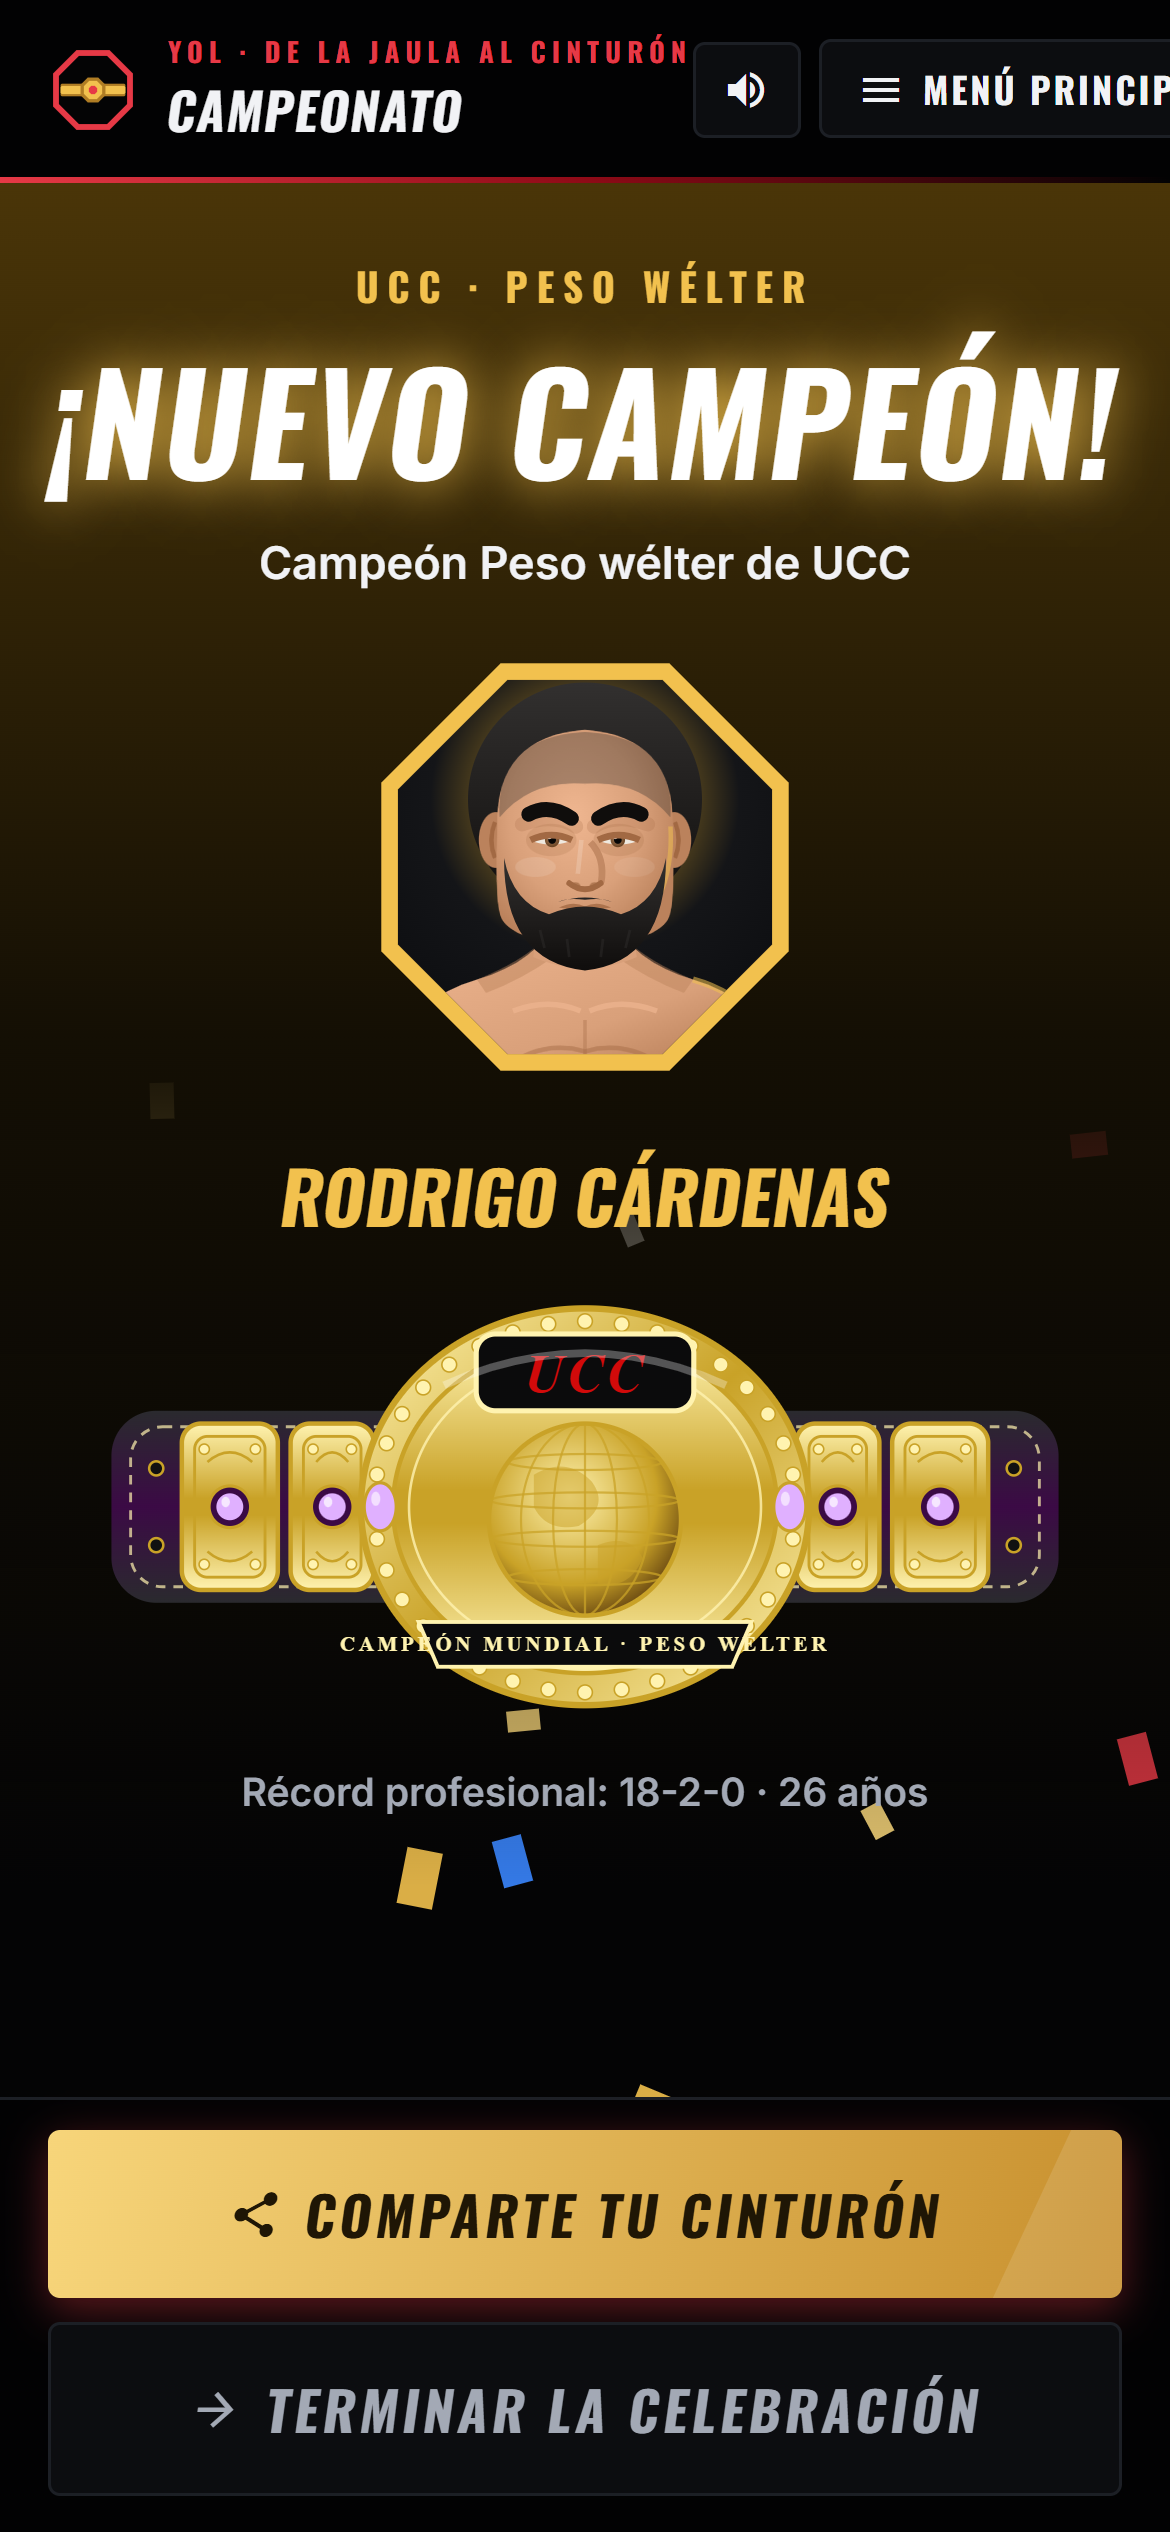 YOL · DE LA JAULA AL CINTURÓN
CAMPEONATO
MENÚ PRINCIP
UCC · PESO WÉLTER
¡NUEVO CAMPEÓN!
Campeón Peso wélter de UCC
RODRIGO CÁRDENAS
UCC
CAMPEÓN MUNDIAL · PESO WÉLTER
Récord profesional: 18-2-0 · 26 años
COMPARTE TU CINTURÓN
TERMINAR LA CELEBRACIÓN